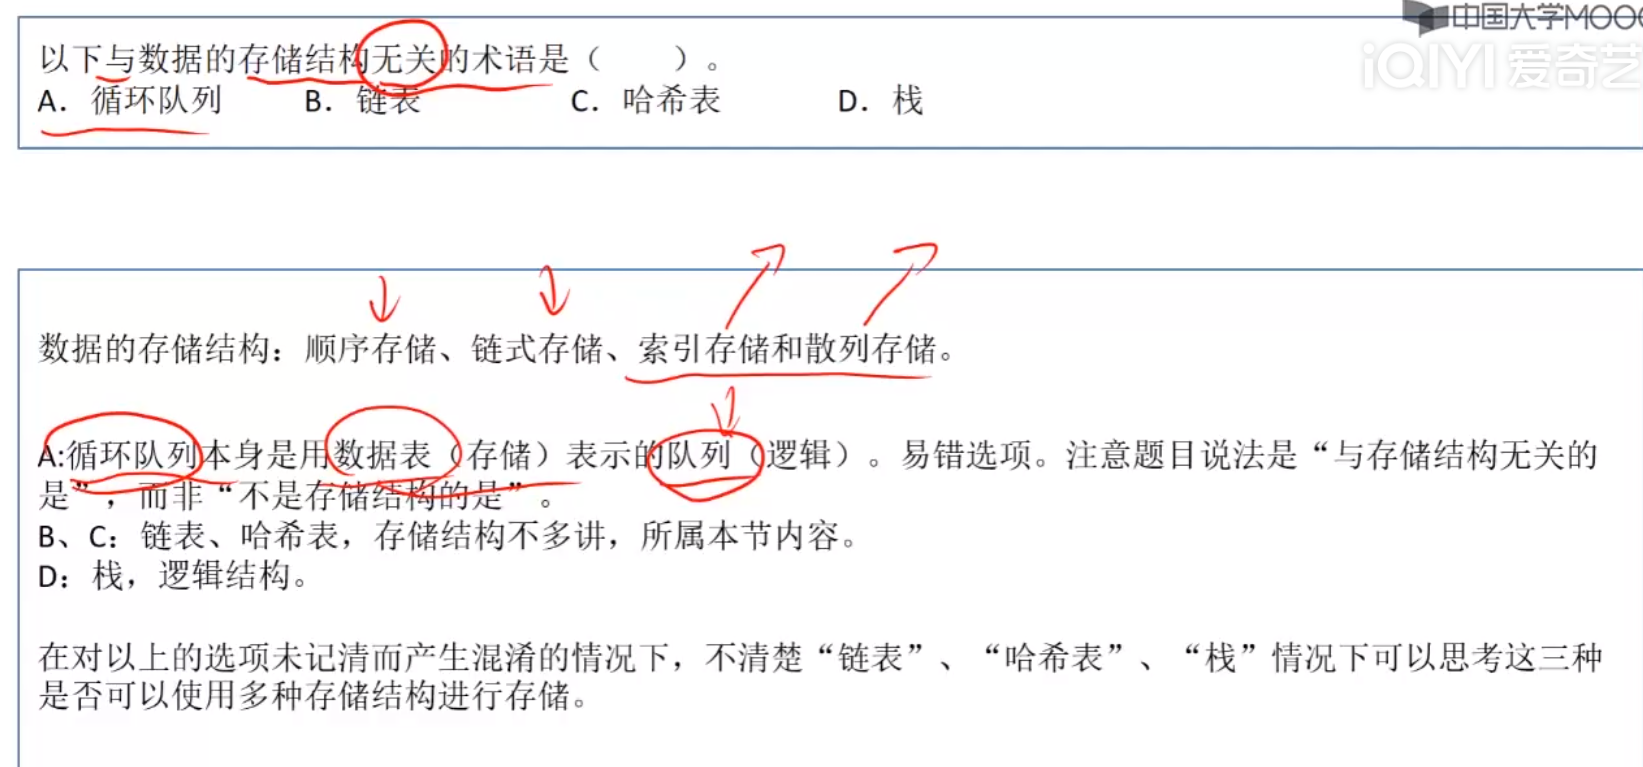 中国大学MOO
iQIYI 爱奇艺
以下与数据的存储结构无关的术语是（　　）。
A. 循环队列　　B. 链表　　C. 哈希表　　D. 栈
数据的存储结构：顺序存储、链式存储、索引存储和散列存储。
A:循环队列本身是用数据表（存储）表示的队列（逻辑）。易错选项。注意题目说法是“与存储结构无关的
是”，而非“不是存储结构的是”。
B、C：链表、哈希表，存储结构不多讲，所属本节内容。
D：栈，逻辑结构。
在对以上的选项未记清而产生混淆的情况下，不清楚“链表”、“哈希表”、“栈”情况下可以思考这三种
是否可以使用多种存储结构进行存储。